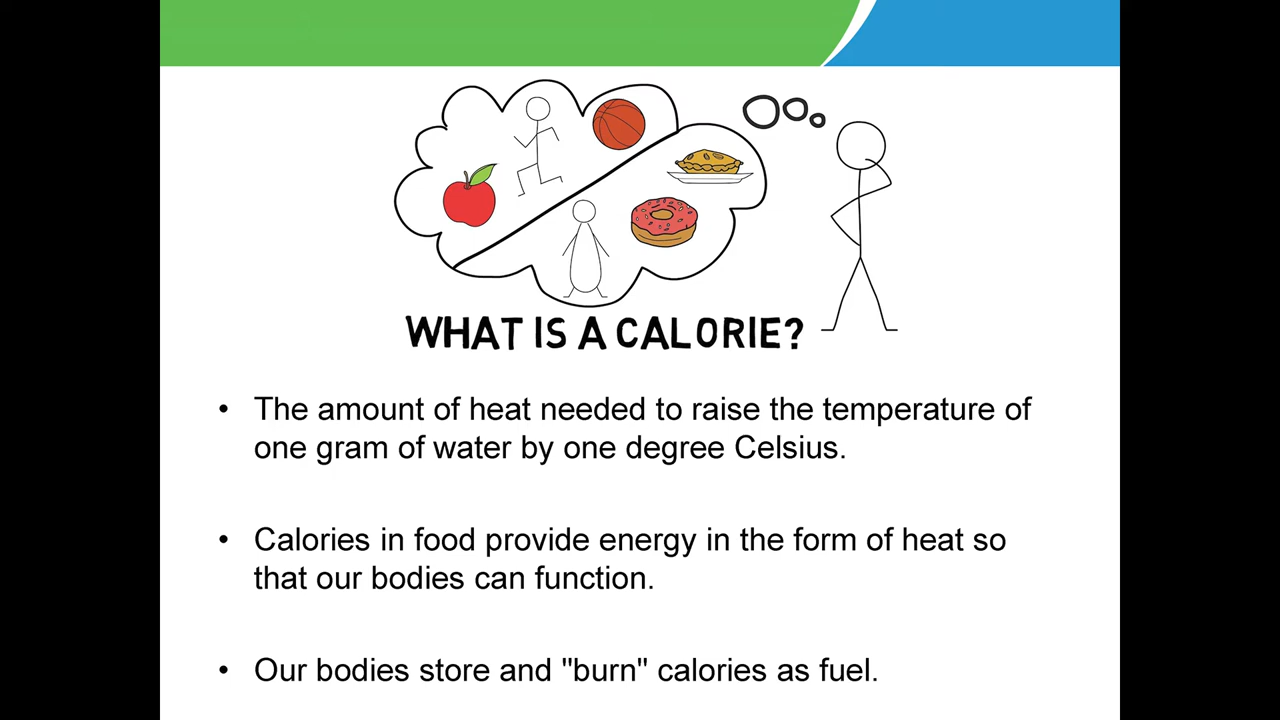 WHAT IS A CALORIE?
• The amount of heat needed to raise the temperature of
one gram of water by one degree Celsius.
• Calories in food provide energy in the form of heat so
that our bodies can function.
• Our bodies store and "burn" calories as fuel.